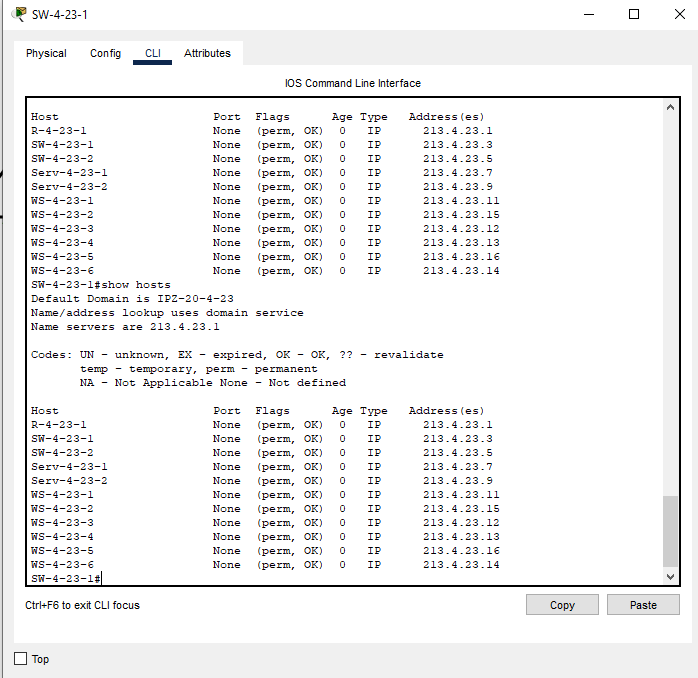 SW-4-23-1
Physical Config CLI Attributes
IOS Command Line Interface
Host Port Flags Age Type Address(es)
R-4-23-1 None (perm, OK) 0 IP 213.4.23.1
SW-4-23-1 None (perm, OK) 0 IP 213.4.23.3
SW-4-23-2 None (perm, OK) 0 IP 213.4.23.5
Serv-4-23-1 None (perm, OK) 0 IP 213.4.23.7
Serv-4-23-2 None (perm, OK) 0 IP 213.4.23.9
WS-4-23-1 None (perm, OK) 0 IP 213.4.23.11
WS-4-23-2 None (perm, OK) 0 IP 213.4.23.15
WS-4-23-3 None (perm, OK) 0 IP 213.4.23.12
WS-4-23-4 None (perm, OK) 0 IP 213.4.23.13
WS-4-23-5 None (perm, OK) 0 IP 213.4.23.16
WS-4-23-6 None (perm, OK) 0 IP 213.4.23.14
SW-4-23-1#show hosts
Default Domain is IPZ-20-4-23
Name/address lookup uses domain service
Name servers are 213.4.23.1
Codes: UN - unknown, EX - expired, OK - OK, ?? - revalidate
temp - temporary, perm - permanent
NA - Not Applicable None - Not defined
Host Port Flags Age Type Address(es)
R-4-23-1 None (perm, OK) 0 IP 213.4.23.1
SW-4-23-1 None (perm, OK) 0 IP 213.4.23.3
SW-4-23-2 None (perm, OK) 0 IP 213.4.23.5
Serv-4-23-1 None (perm, OK) 0 IP 213.4.23.7
Serv-4-23-2 None (perm, OK) 0 IP 213.4.23.9
WS-4-23-1 None (perm, OK) 0 IP 213.4.23.11
WS-4-23-2 None (perm, OK) 0 IP 213.4.23.15
WS-4-23-3 None (perm, OK) 0 IP 213.4.23.12
WS-4-23-4 None (perm, OK) 0 IP 213.4.23.13
WS-4-23-5 None (perm, OK) 0 IP 213.4.23.16
WS-4-23-6 None (perm, OK) 0 IP 213.4.23.14
SW-4-23-1#
Ctrl+F6 to exit CLI focus Copy Paste
Top